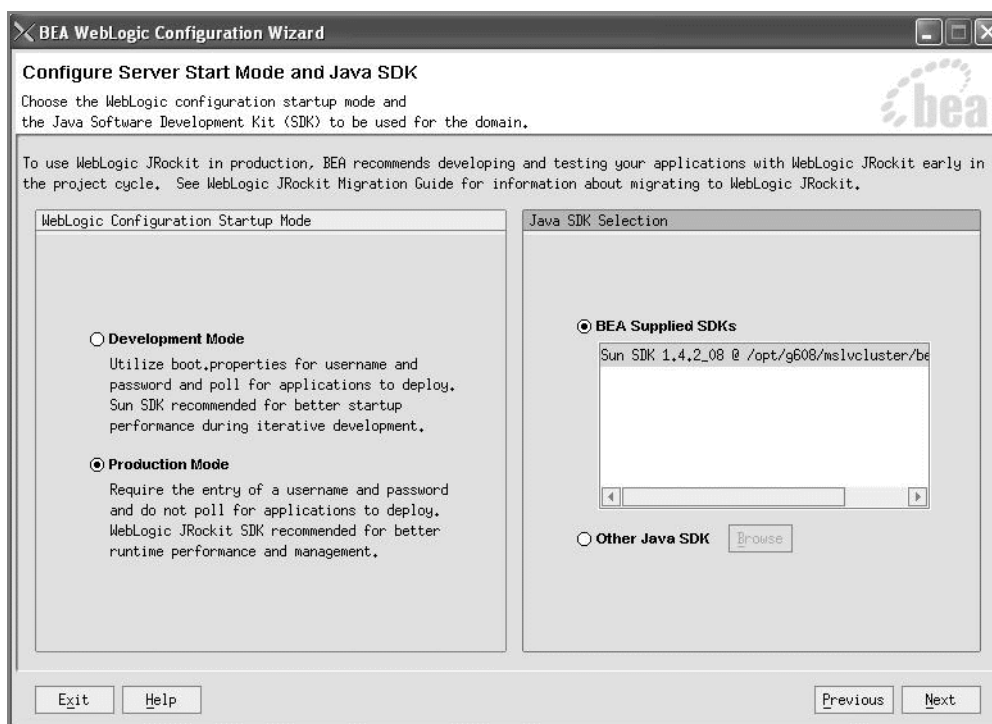 BEA WebLogic Configuration Wizard
Configure Server Start Mode and Java SDK
Choose the WebLogic configuration startup mode and
the Java Software Development Kit (SDK) to be used for the domain.
bea
To use WebLogic JRockit in production, BEA recommends developing and testing your applications with WebLogic JRockit early in
the project cycle. See WebLogic JRockit Migration Guide for information about migrating to WebLogic JRockit.
WebLogic Configuration Startup Mode
Development Mode
Utilize boot.properties for username and
password and poll for applications to deploy.
Sun SDK recommended for better startup
performance during iterative development.
Production Mode
Require the entry of a username and password
and do not poll for applications to deploy.
WebLogic JRockit SDK recommended for better
runtime performance and management.
Java SDK Selection
BEA Supplied SDKs
Sun SDK 1.4.2_08 @ /opt/g608/mslvcluster/be
Other Java SDK
Browse
Exit
Help
Previous
Next